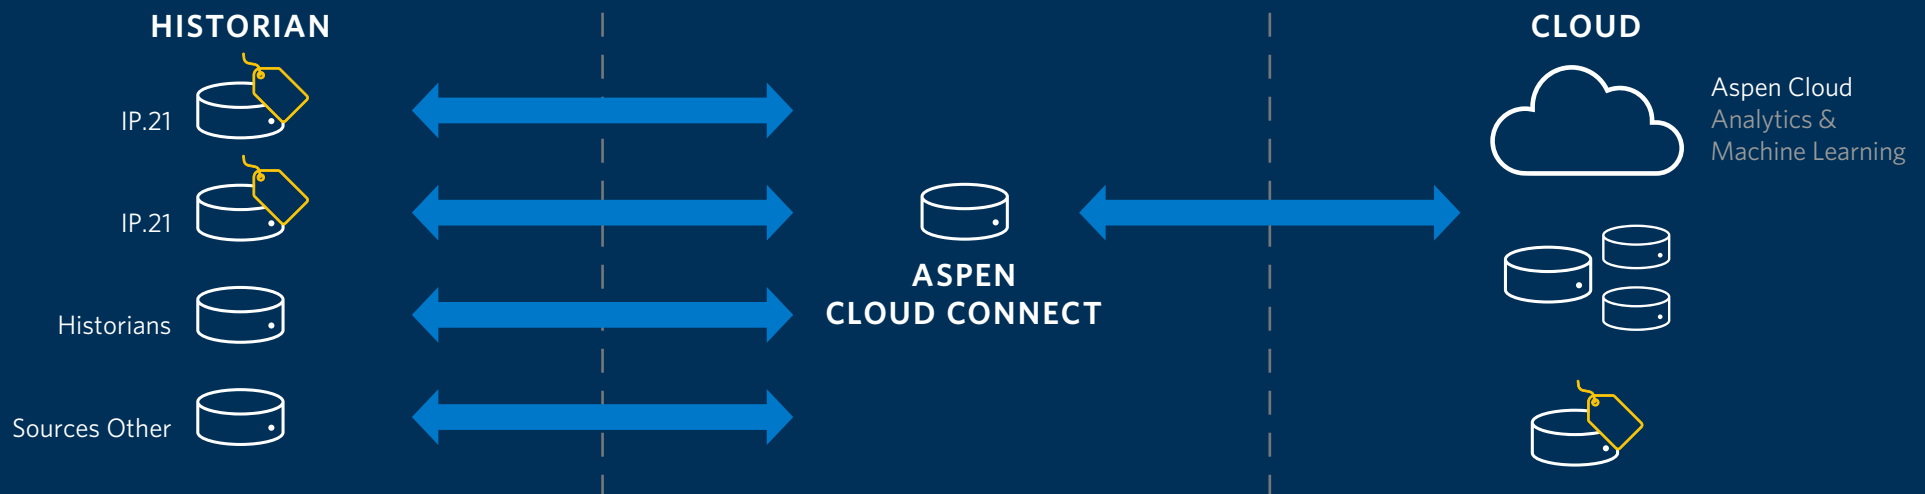 HISTORIAN
IP.21
IP.21
Historians
Sources Other
ASPEN
CLOUD CONNECT
CLOUD
Aspen Cloud
Analytics &
Machine Learning